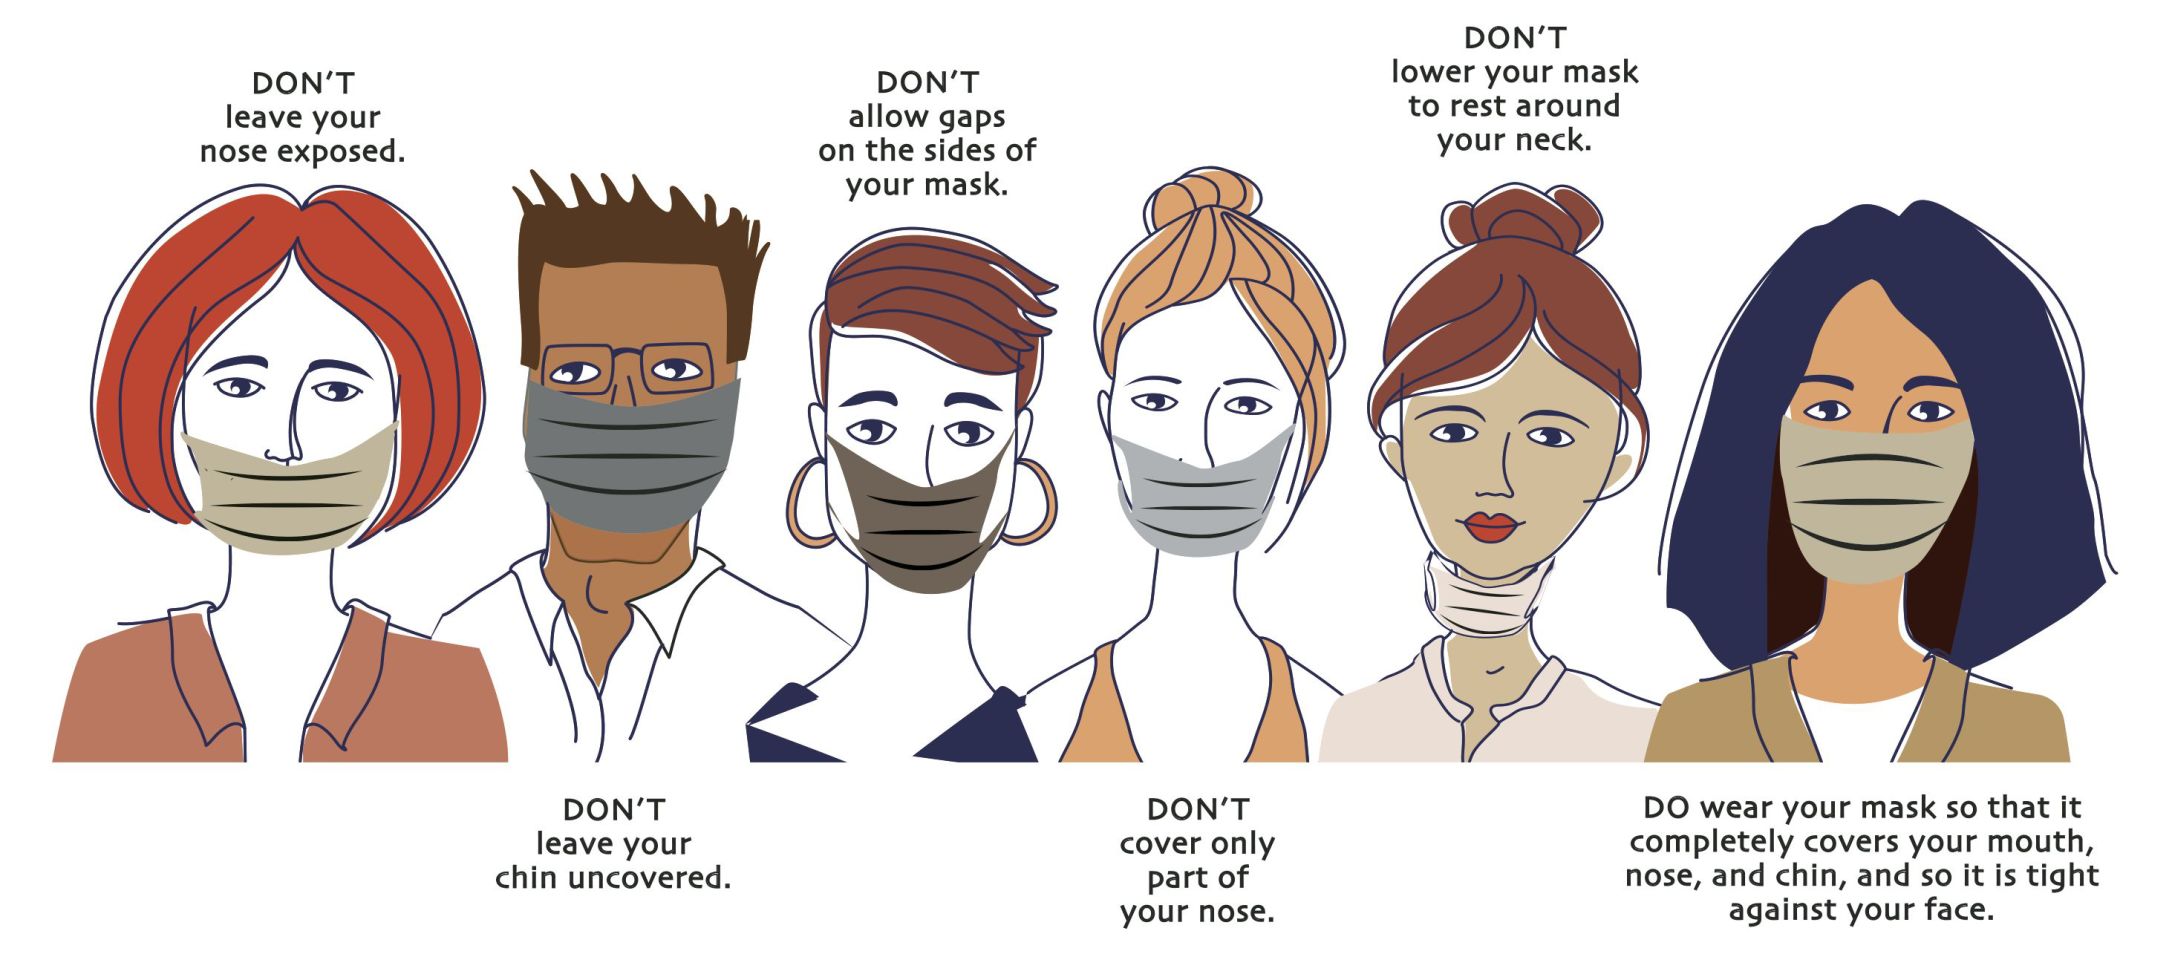 DON'T
leave your
nose exposed.
DON'T
leave your
chin uncovered.
DON'T
allow gaps
on the sides of
your mask.
DON'T
cover only
part of
your nose.
DON'T
lower your mask
to rest around
your neck.
DO wear your mask so that it
completely covers your mouth,
nose, and chin, and so it is tight
against your face.